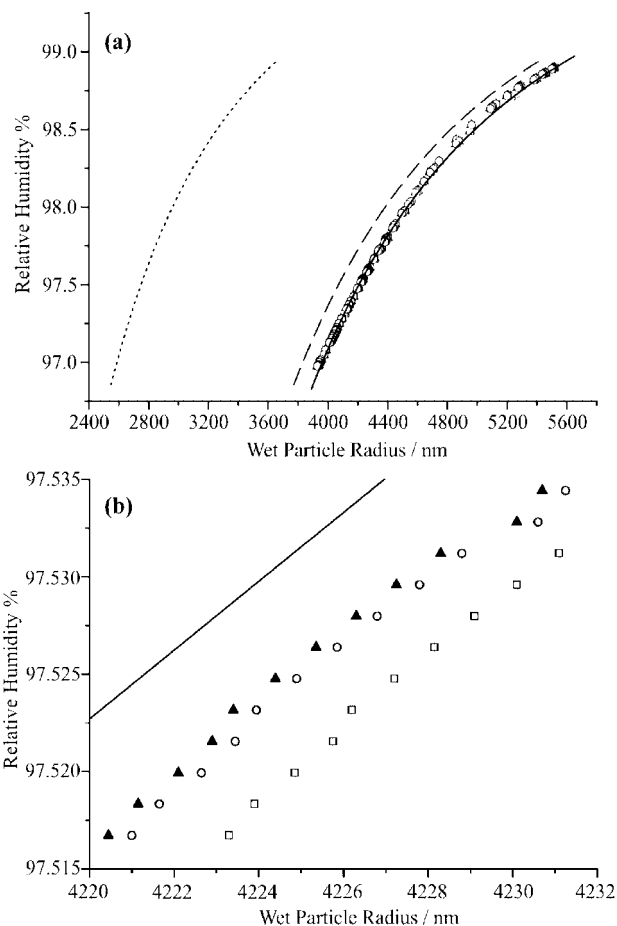 (a)
99.0
98.5
98.0
97.5
97.0
Relative Humidity %
2400 2800 3200 3600 4000 4400 4800 5200 5600
Wet Particle Radius / nm
(b)
97.535
97.530
97.525
97.520
97.515
Relative Humidity %
4220 4222 4224 4226 4228 4230 4232
Wet Particle Radius / nm